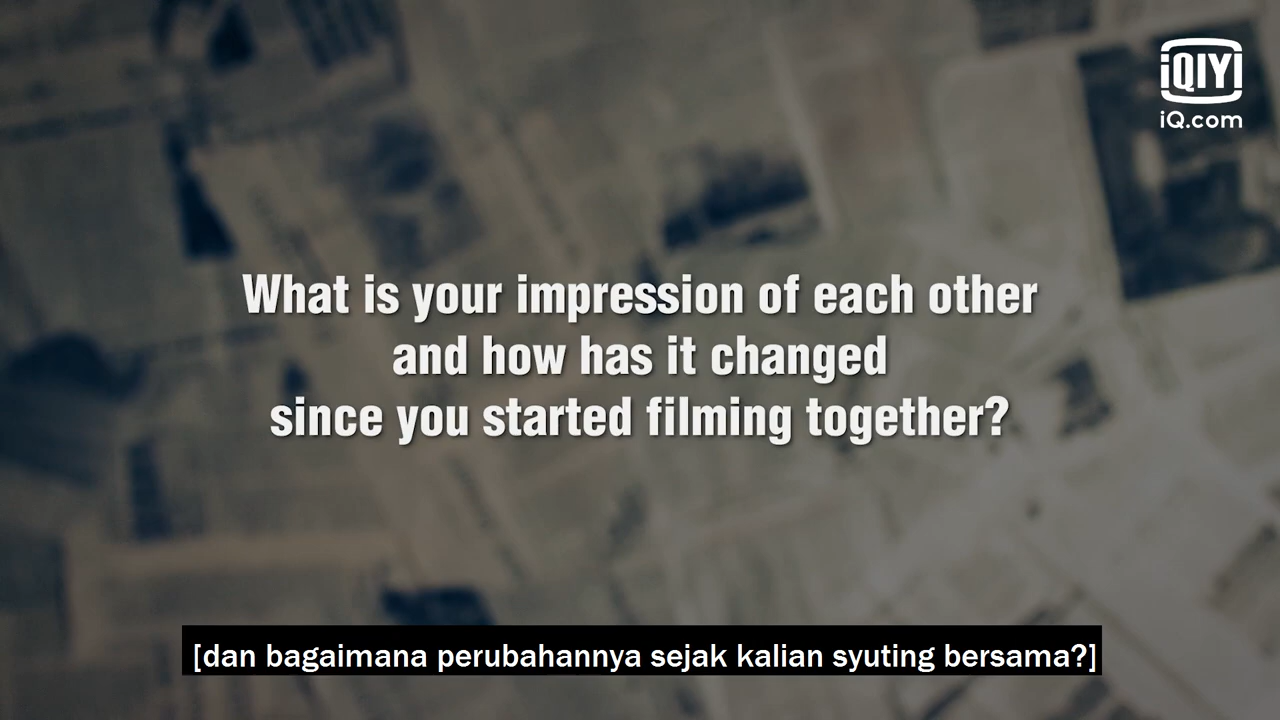 iQIYI
iQ.com
What is your impression of each other
and how has it changed
since you started filming together?
[dan bagaimana perubahannya sejak kalian syuting bersama?]